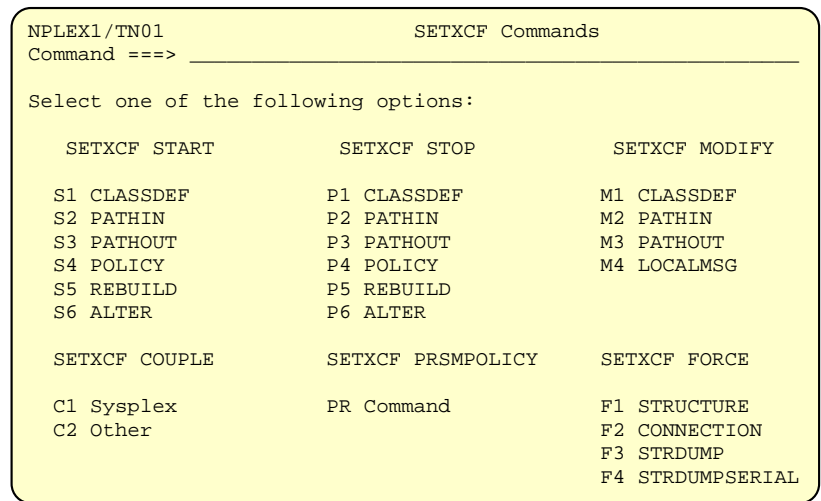 NPLEX1/TN01 SETXCF Commands
Command ===> _________________________________________________
Select one of the following options:
SETXCF START SETXCF STOP SETXCF MODIFY
S1 CLASSDEF P1 CLASSDEF M1 CLASSDEF
S2 PATHIN P2 PATHIN M2 PATHIN
S3 PATHOUT P3 PATHOUT M3 PATHOUT
S4 POLICY P4 POLICY M4 LOCALMSG
S5 REBUILD P5 REBUILD
S6 ALTER P6 ALTER
SETXCF COUPLE SETXCF PRSMPOLICY SETXCF FORCE
C1 Sysplex PR Command F1 STRUCTURE
C2 Other F2 CONNECTION
F3 STRDUMP
F4 STRDUMPSERIAL